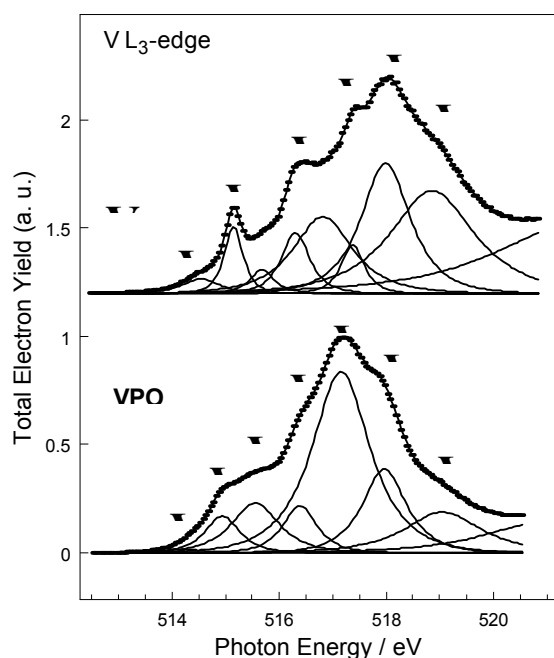 V L3-edge
2
1.5
1
0.5
0
VPO
Total Electron Yield (a. u.)
514 516 518 520
Photon Energy / eV